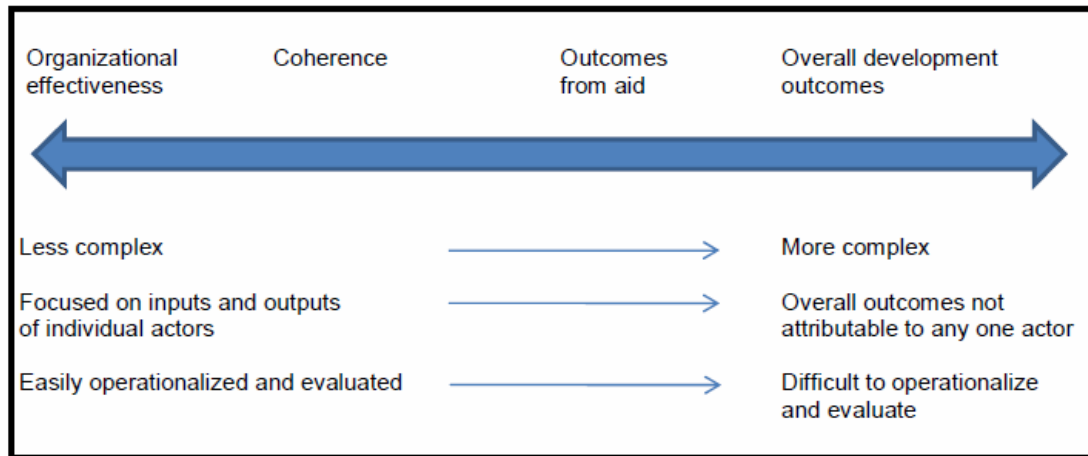 Organizational
effectiveness
Coherence
Outcomes
from aid
Overall development
outcomes
Less complex
More complex
Focused on inputs and outputs
of individual actors
Overall outcomes not
attributable to any one actor
Easily operationalized and evaluated
Difficult to operationalize
and evaluate